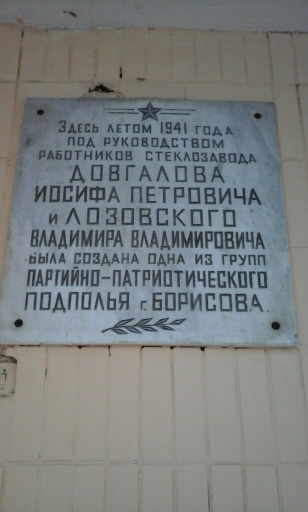 Здесь летом 1941 года
под руководством
работников стеклозавода
ДОВГАЛОВА
ИОСИФА ПЕТРОВИЧА
и ЛОЗОВСКОГО
ВЛАДИМИРА ВЛАДИМИРОВИЧА
была создана одна из групп
ПАРТИЙНО-ПАТРИОТИЧЕСКОГО
ПОДПОЛЬЯ г. БОРИСОВА.